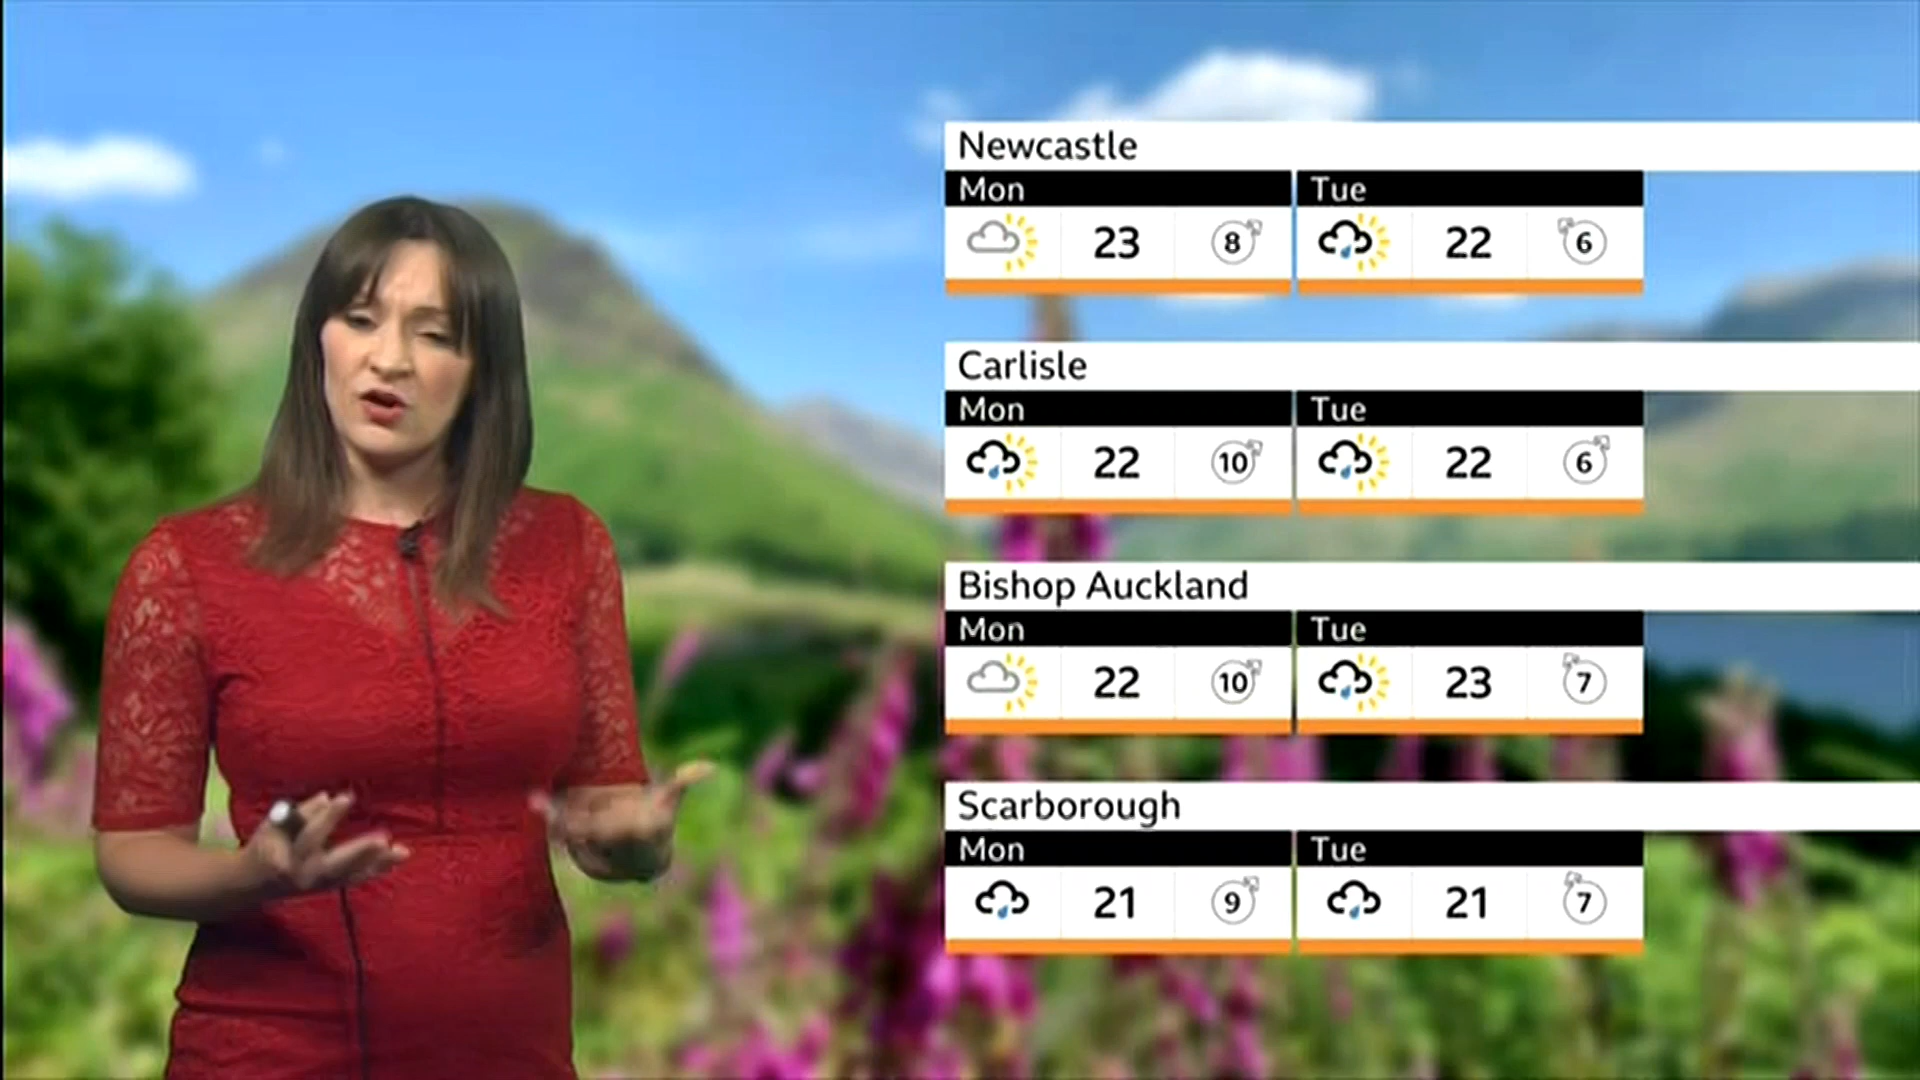 Newcastle
Mon Tue
23 8 22 6
Carlisle
Mon Tue
22 10 22 6
Bishop Auckland
Mon Tue
22 10 23 7
Scarborough
Mon Tue
21 9 21 7